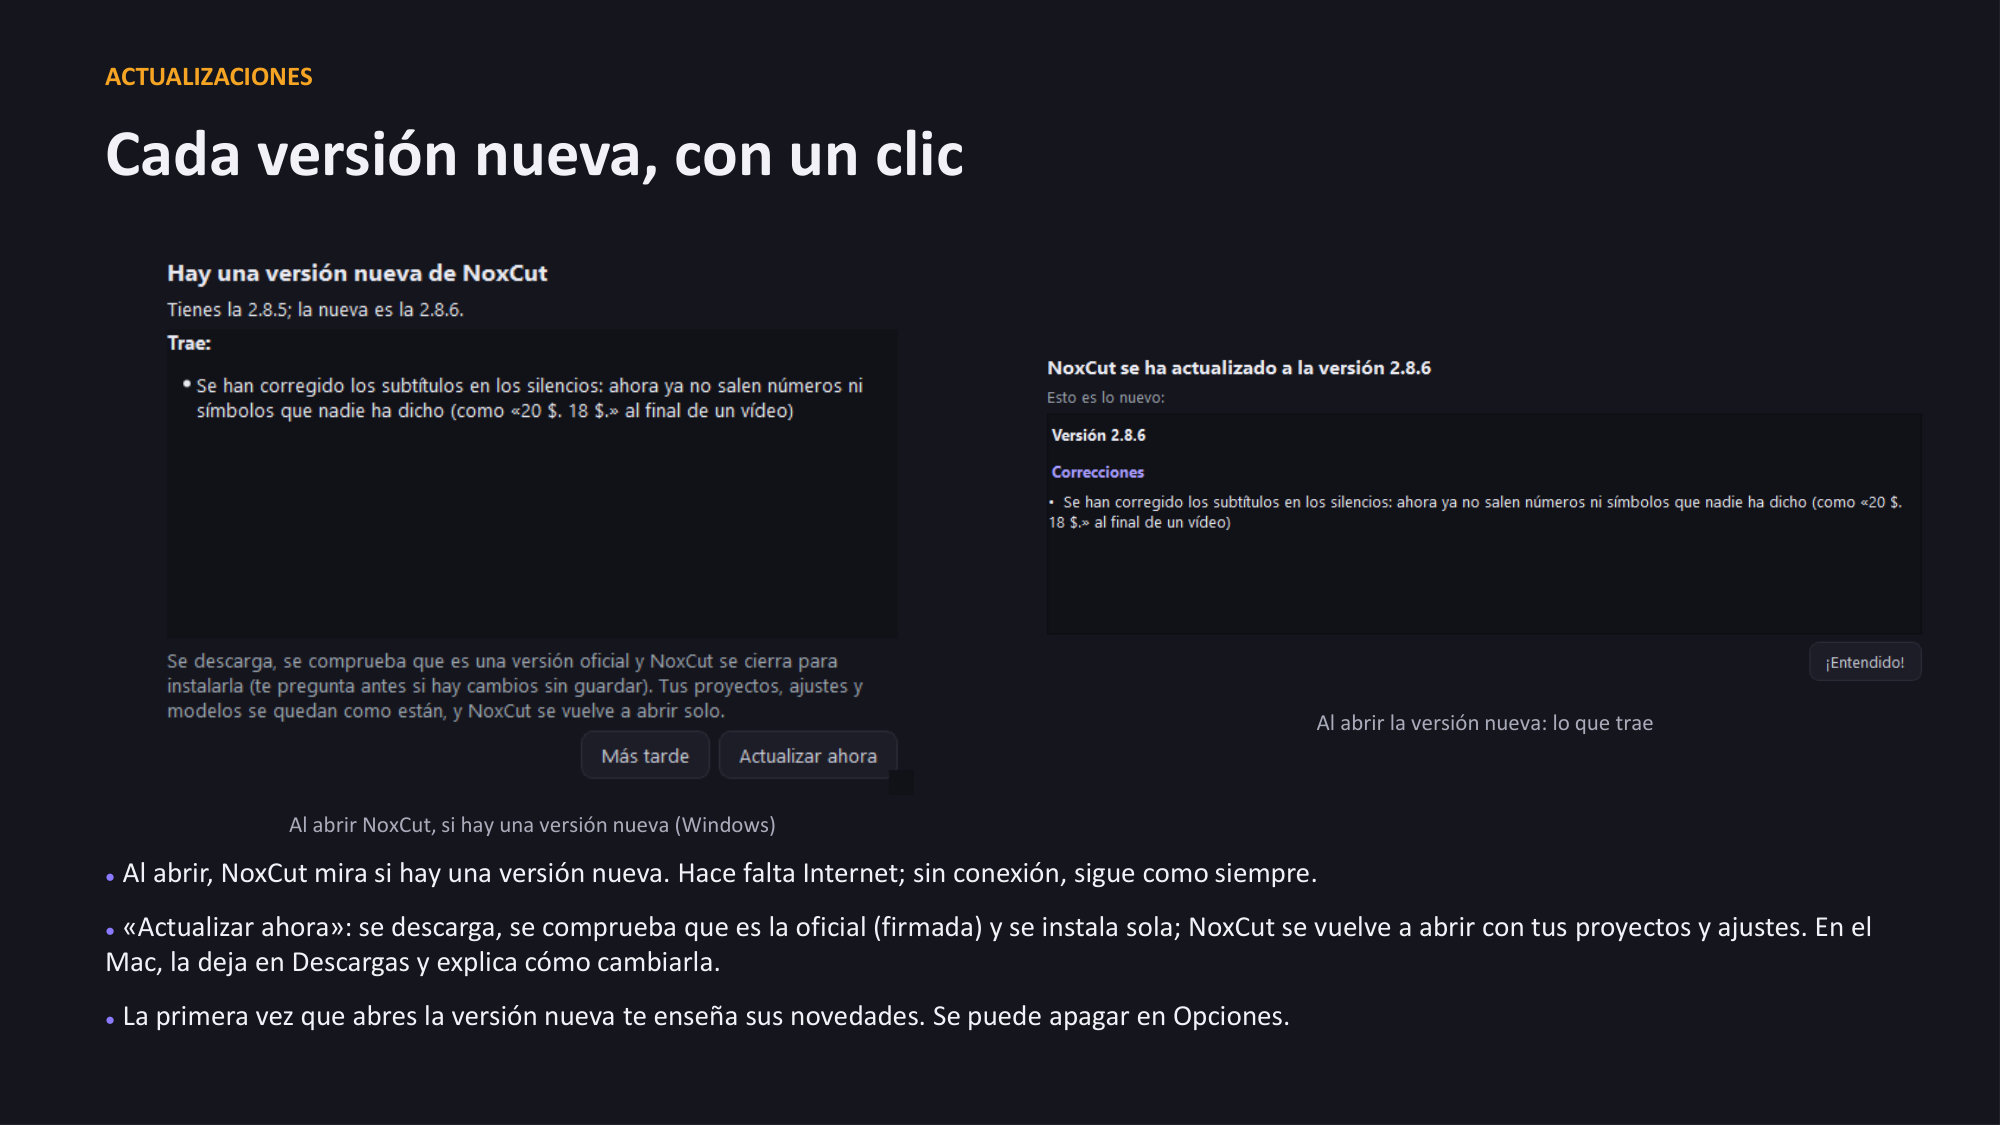 ACTUALIZACIONES
Cada versión nueva, con un clic
Hay una versión nueva de NoxCut
Tienes la 2.8.5; la nueva es la 2.8.6.
Trae:
• Se han corregido los subtítulos en los silencios: ahora ya no salen números ni
símbolos que nadie ha dicho (como «20 $. 18 $.» al final de un vídeo)
Se descarga, se comprueba que es una versión oficial y NoxCut se cierra para
instalarla (te pregunta antes si hay cambios sin guardar). Tus proyectos, ajustes y
modelos se quedan como están, y NoxCut se vuelve a abrir solo.
Más tarde
Actualizar ahora
Al abrir NoxCut, si hay una versión nueva (Windows)
NoxCut se ha actualizado a la versión 2.8.6
Esto es lo nuevo:
Versión 2.8.6
Correcciones
• Se han corregido los subtítulos en los silencios: ahora ya no salen números ni símbolos que nadie ha dicho (como «20 $.
18 $.» al final de un vídeo)
¡Entendido!
Al abrir la versión nueva: lo que trae
• Al abrir, NoxCut mira si hay una versión nueva. Hace falta Internet; sin conexión, sigue como siempre.
• «Actualizar ahora»: se descarga, se comprueba que es la oficial (firmada) y se instala sola; NoxCut se vuelve a abrir con tus proyectos y ajustes. En el
Mac, la deja en Descargas y explica cómo cambiarla.
• La primera vez que abres la versión nueva te enseña sus novedades. Se puede apagar en Opciones.